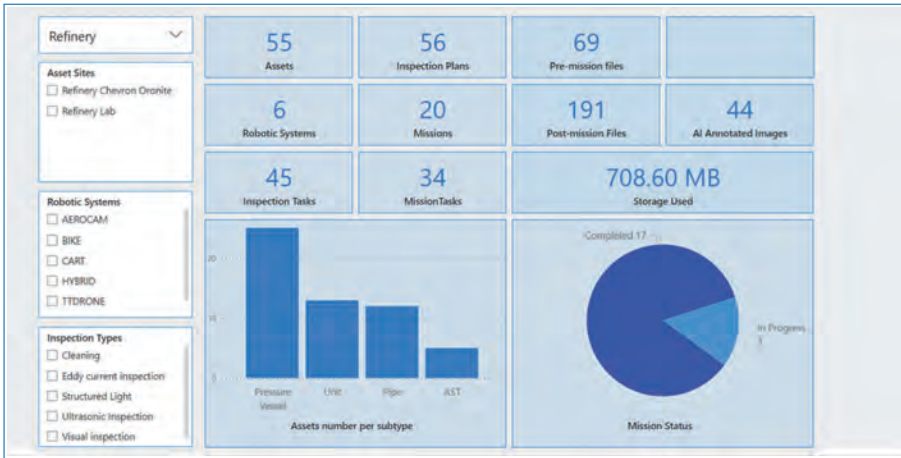 Refinery
Asset Sites
Refinery Chevron Oronite
Refinery Lab
Robotic Systems
AEROCAM
BIKE
CART
HYBRID
TTDRONE
Inspection Types
Cleaning
Eddy current inspection
Structured Light
Ultrasonic Inspection
Visual inspection
55
Assets
56
Inspection Plans
69
Pre-mission files
6
Robotic Systems
20
Missions
191
Post-mission Files
44
AI Annotated Images
45
Inspection Tasks
34
MissionTasks
708.60 MB
Storage Used
20
10
0
Pressure
Vessel
Unit
Pipe
AST
Assets number per subtype
Completed 17
In Progress
3
Mission Status